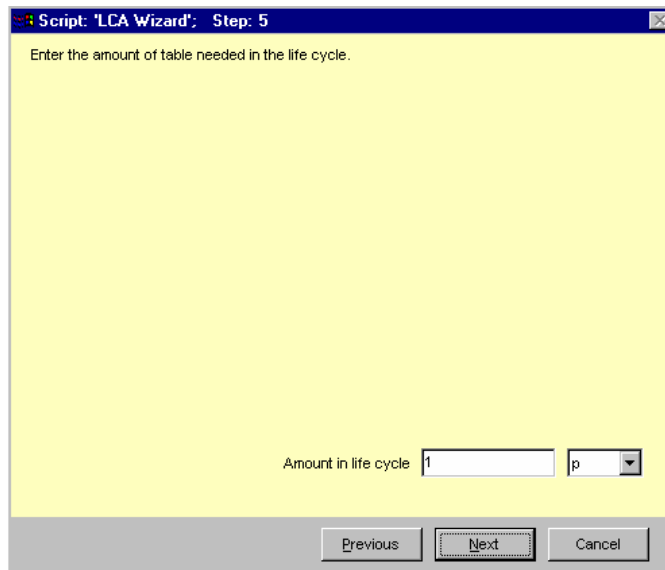 Script: 'LCA Wizard'; Step: 5
Enter the amount of table needed in the life cycle.
Amount in life cycle 1 p
Previous Next Cancel